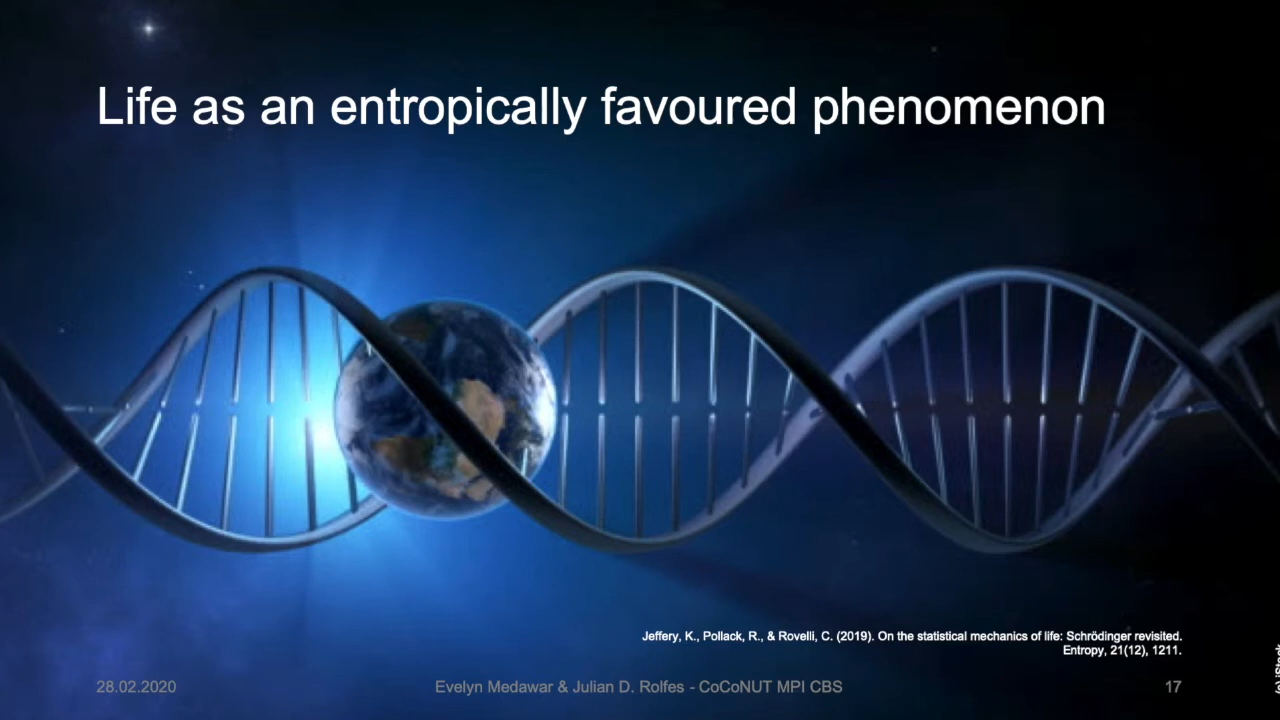 Life as an entropically favoured phenomenon
Jeffery, K., Pollack, R., & Rovelli, C. (2019). On the statistical mechanics of life: Schrödinger revisited.
Entropy, 21(12), 1211.
28.02.2020
Evelyn Medawar & Julian D. Rolfes - CoCoNUT MPI CBS
17